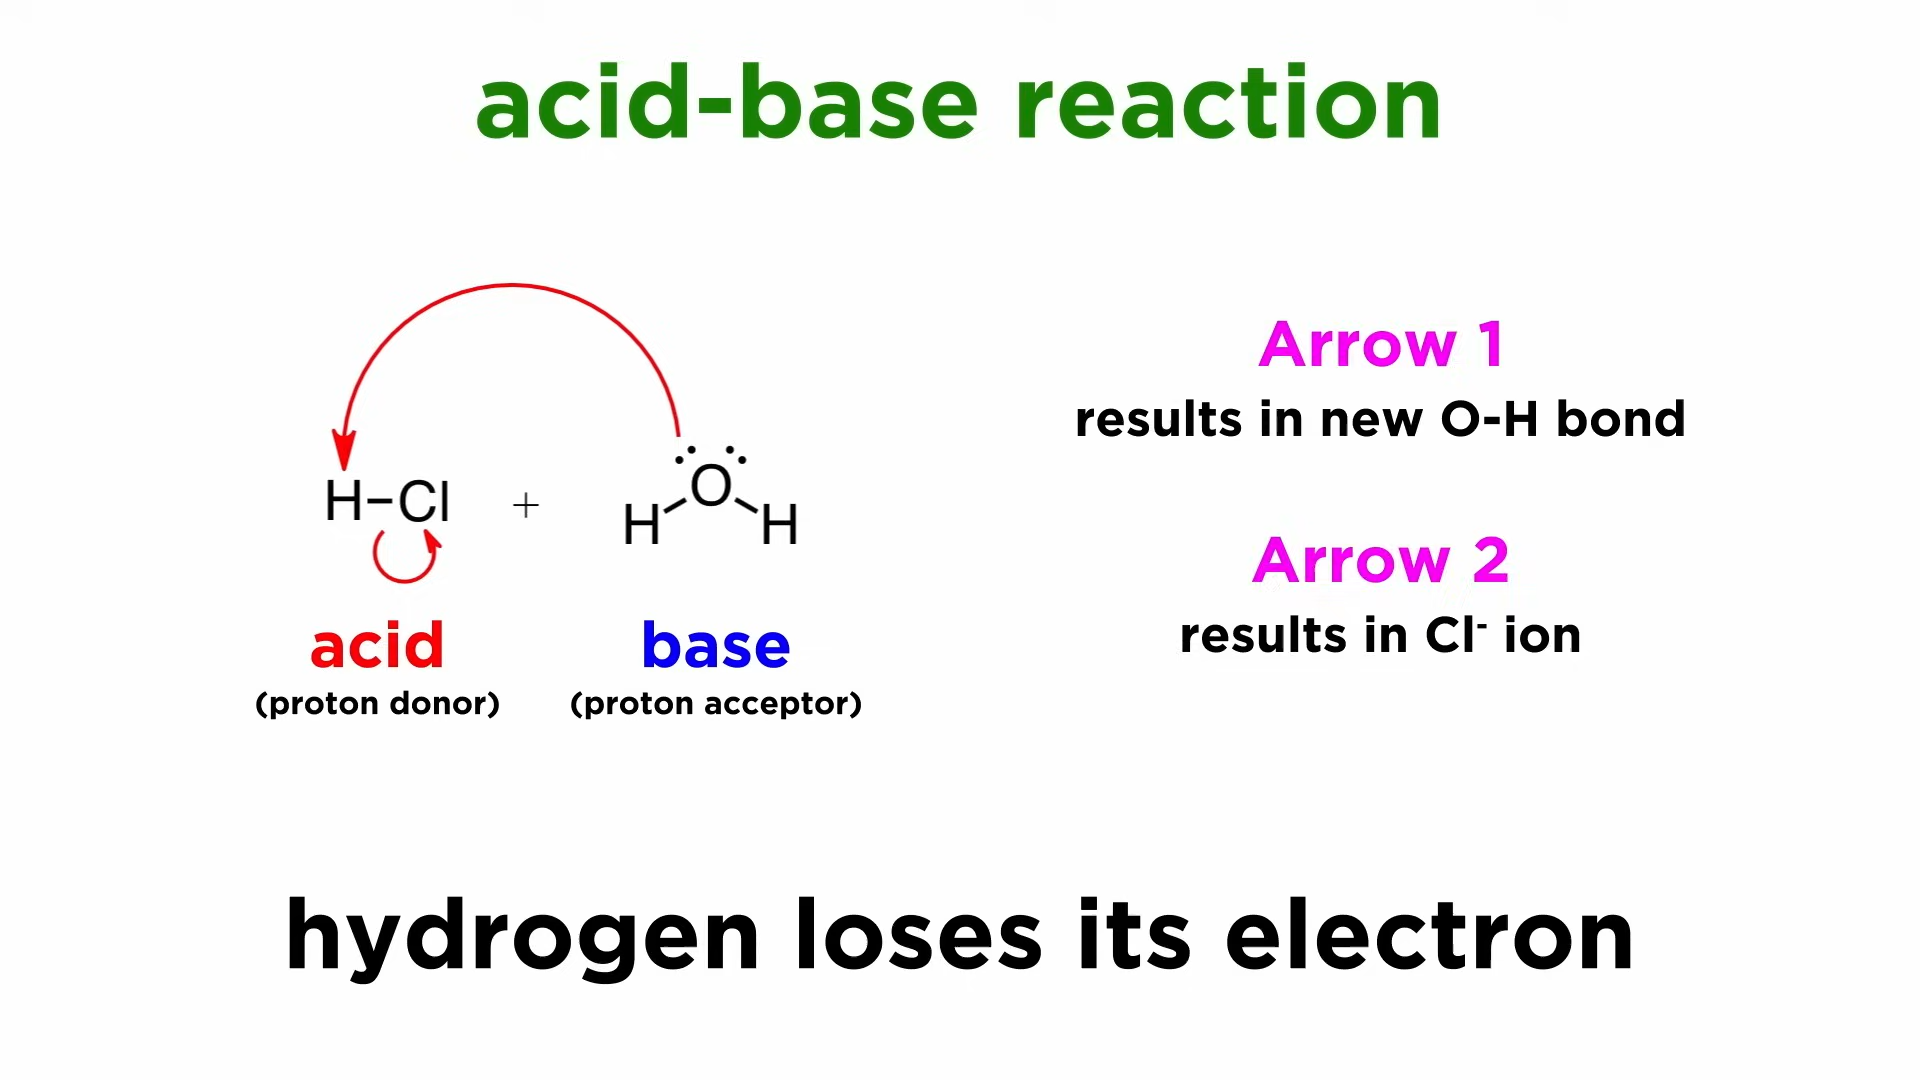 acid-base reaction
H-Cl + H-O-H
acid
(proton donor)
base
(proton acceptor)
Arrow 1
results in new O-H bond
Arrow 2
results in Cl⁻ ion
hydrogen loses its electron